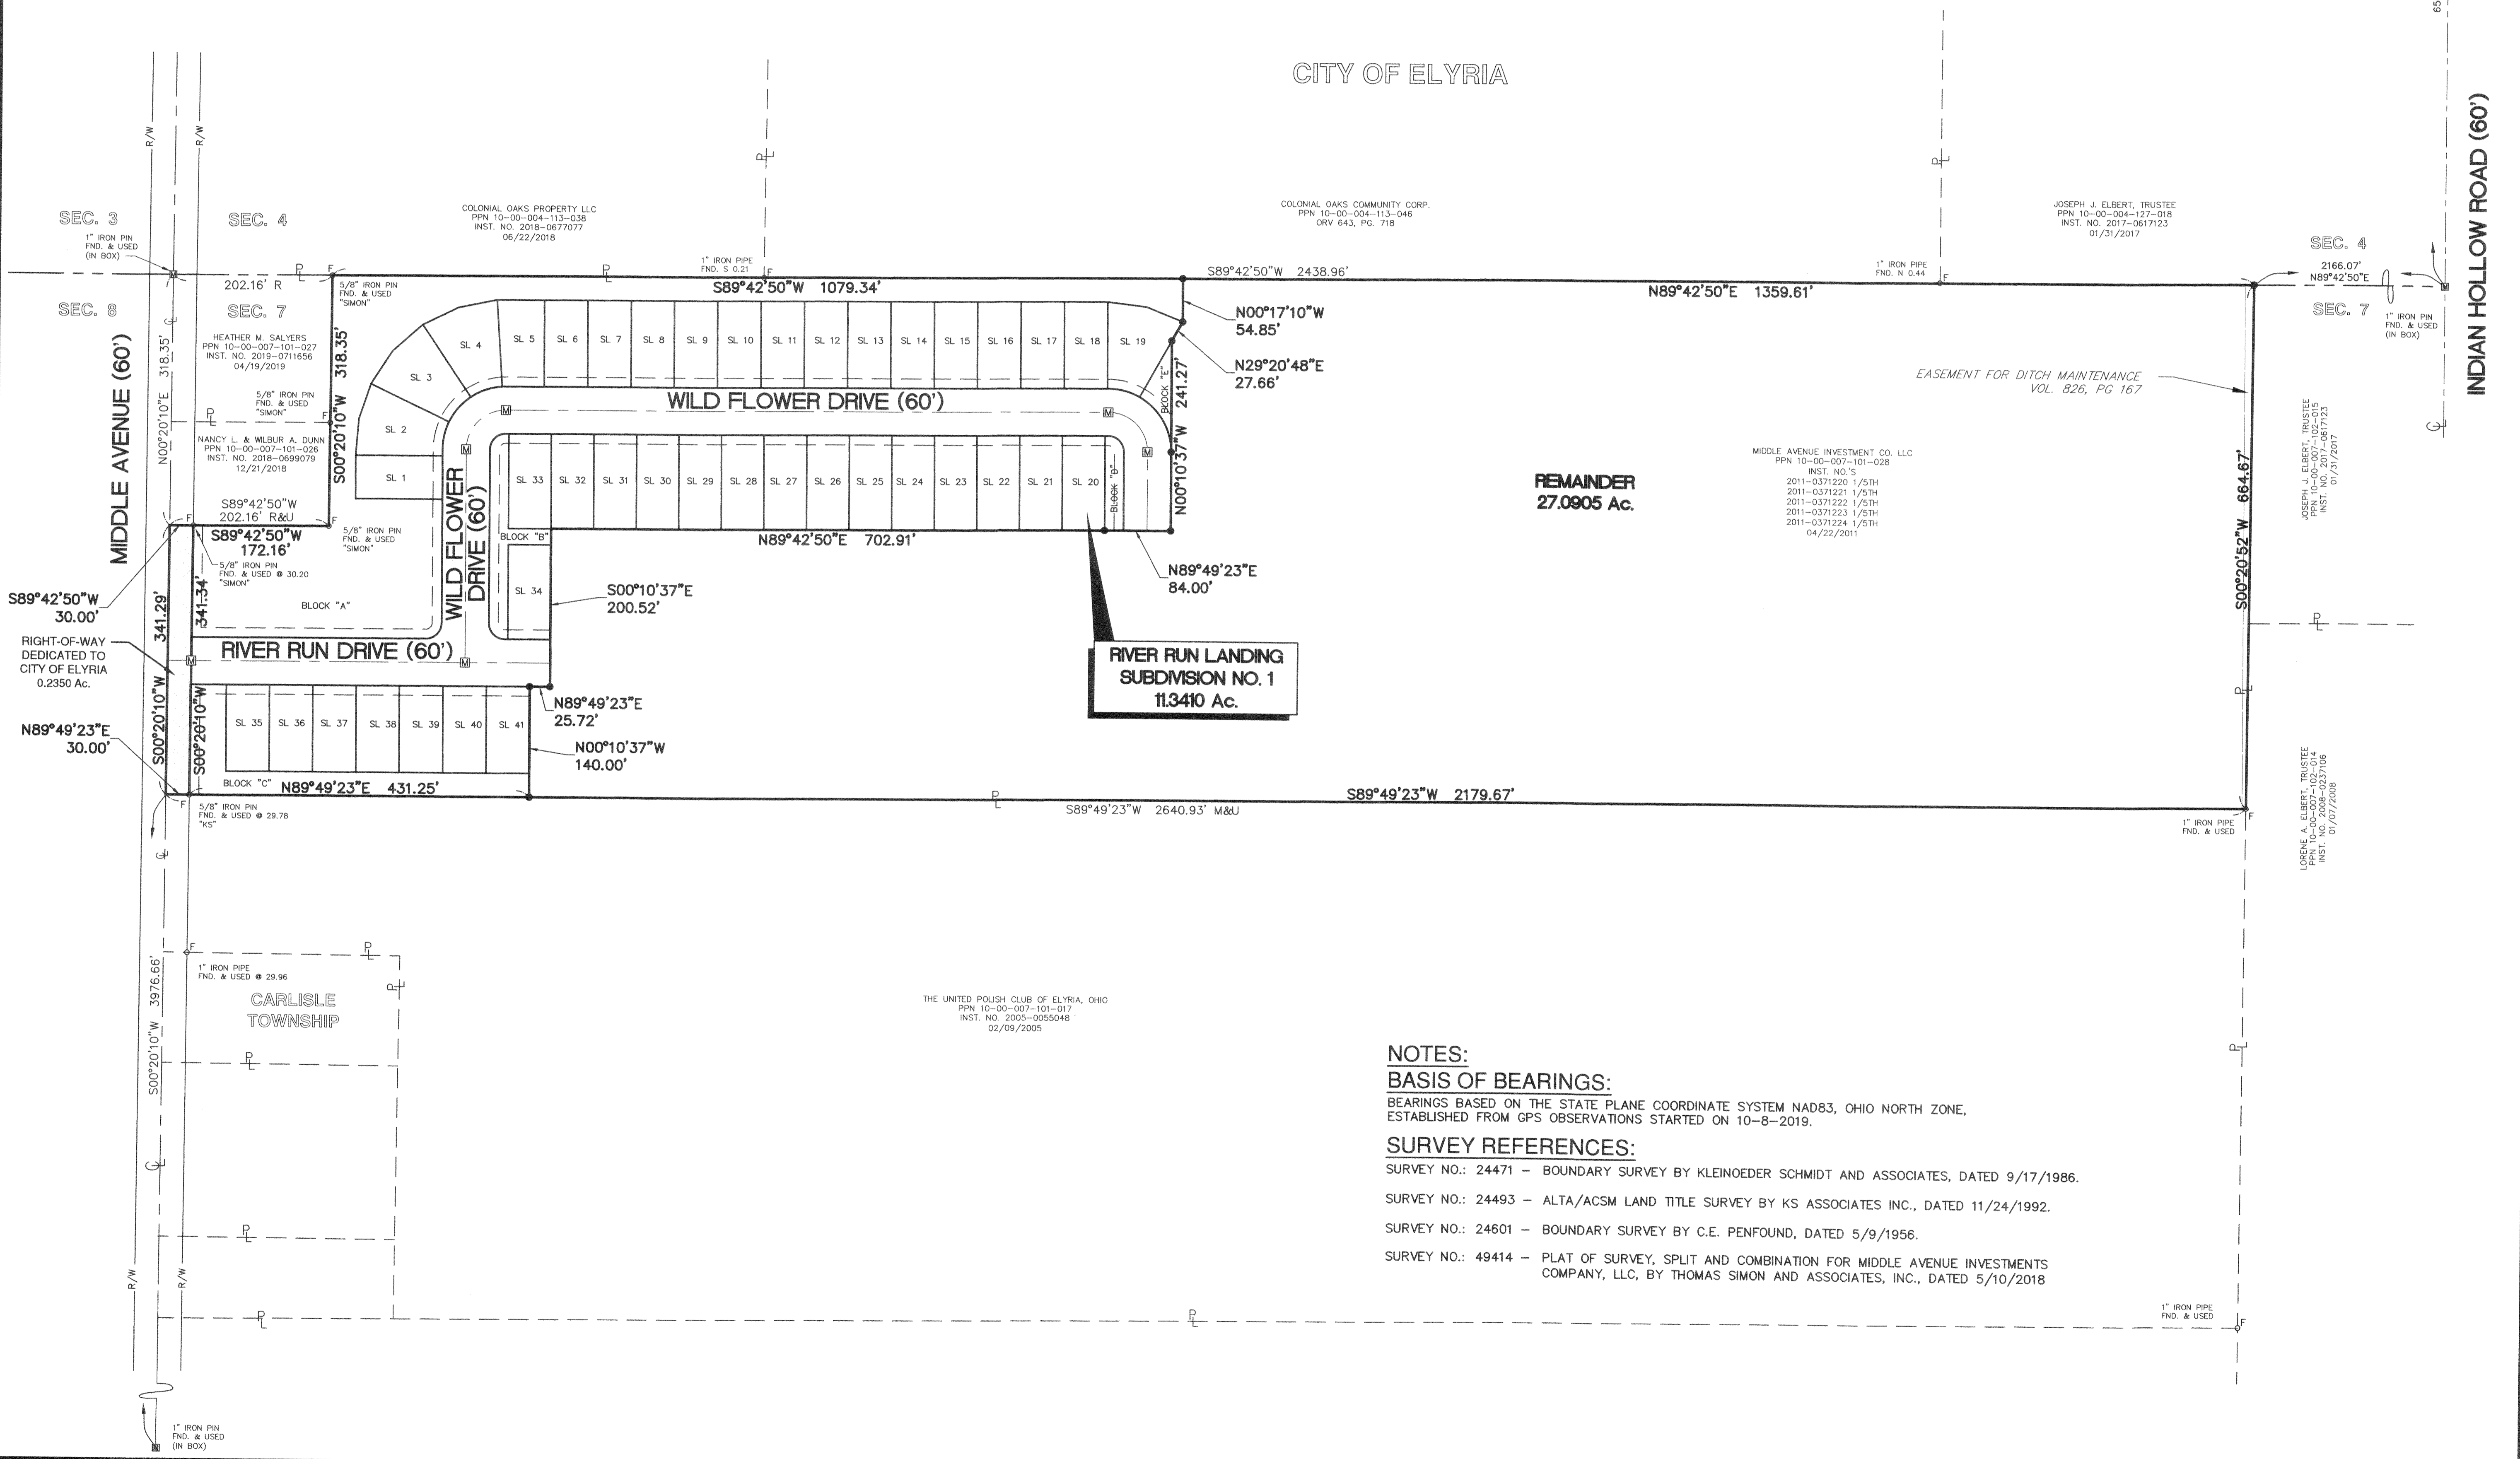 CITY OF ELYRIA
65
INDIAN HOLLOW ROAD (60')
R/W
R/W
P/L
P/L
SEC. 3
SEC. 4
1" IRON PIN
FND. & USED
(IN BOX)
COLONIAL OAKS PROPERTY LLC
PPN 10-00-004-113-038
INST. NO. 2018-0677077
06/22/2018
COLONIAL OAKS COMMUNITY CORP.
PPN 10-00-004-113-046
ORV 643, PG. 718
JOSEPH J. ELBERT, TRUSTEE
PPN 10-00-004-127-018
INST. NO. 2017-0617123
01/31/2017
SEC. 4
2166.07'
N89°42'50"E
SEC. 7
1" IRON PIN
FND. & USED
(IN BOX)
1" IRON PIPE
FND. S 0.21
F
1" IRON PIPE
FND. N 0.44
F
S89°42'50"W 2438.96'
S89°42'50"W 1079.34'
N89°42'50"E 1359.61'
202.16' R
P/L
F
P/L
5/8" IRON PIN
FND. & USED
"SIMON"
SEC. 8
SEC. 7
HEATHER M. SALYERS
PPN 10-00-007-101-027
INST. NO. 2019-0711656
04/19/2019
N00°20'10"E 318.35'
S00°20'10"W 318.35'
5/8" IRON PIN
FND. & USED
"SIMON"
P/L
F
NANCY L. & WILBUR A. DUNN
PPN 10-00-007-101-026
INST. NO. 2018-0699079
12/21/2018
S89°42'50"W
202.16' R&U
S89°42'50"W
172.16'
F
F
5/8" IRON PIN
FND. & USED
"SIMON"
5/8" IRON PIN
FND. & USED @ 30.20
"SIMON"
MIDDLE AVENUE (60')
SL 1
SL 2
SL 3
SL 4
SL 5
SL 6
SL 7
SL 8
SL 9
SL 10
SL 11
SL 12
SL 13
SL 14
SL 15
SL 16
SL 17
SL 18
SL 19
BLOCK "E"
N00°17'10"W
54.85'
N29°20'48"E
27.66'
N00°10'37"W 241.27'
WILD FLOWER DRIVE (60')
M
M
M
M
WILD FLOWER
DRIVE (60')
SL 33
SL 32
SL 31
SL 30
SL 29
SL 28
SL 27
SL 26
SL 25
SL 24
SL 23
SL 22
SL 21
SL 20
BLOCK "D"
BLOCK "B"
N89°42'50"E 702.91'
N89°49'23"E
84.00'
SL 34
S00°10'37"E
200.52'
BLOCK "A"
RIVER RUN DRIVE (60')
M
M
S89°42'50"W
30.00'
341.29'
341.34'
RIGHT-OF-WAY
DEDICATED TO
CITY OF ELYRIA
0.2350 Ac.
S00°20'10"W
S00°20'10"W
N89°49'23"E
30.00'
SL 35
SL 36
SL 37
SL 38
SL 39
SL 40
SL 41
N89°49'23"E
25.72'
N00°10'37"W
140.00'
BLOCK "C"
N89°49'23"E 431.25'
F
5/8" IRON PIN
FND. & USED @ 29.78
"KS"
RIVER RUN LANDING
SUBDIVISION NO. 1
11.3410 Ac.
REMAINDER
27.0905 Ac.
MIDDLE AVENUE INVESTMENT CO. LLC
PPN 10-00-007-101-028
INST. NO.'S
2011-0371220 1/5TH
2011-0371221 1/5TH
2011-0371222 1/5TH
2011-0371223 1/5TH
2011-0371224 1/5TH
04/22/2011
EASEMENT FOR DITCH MAINTENANCE
VOL. 826, PG 167
S00°20'52"W 664.67'
JOSEPH J. ELBERT, TRUSTEE
PPN 10-00-007-102-015
INST. NO. 2017-0617123
01/31/2017
P/L
P/L
LORENE A. ELBERT, TRUSTEE
PPN 10-00-007-102-014
INST. NO. 2008-0237106
01/07/2008
P/L
S89°49'23"W 2179.67'
S89°49'23"W 2640.93' M&U
1" IRON PIPE
FND. & USED
F
S00°20'10"W 3976.66'
F
1" IRON PIPE
FND. & USED @ 29.96
P/L
P/L
CARLISLE
TOWNSHIP
P/L
P/L
P/L
R/W
R/W
THE UNITED POLISH CLUB OF ELYRIA, OHIO
PPN 10-00-007-101-017
INST. NO. 2005-0055048
02/09/2005
P/L
P/L
NOTES:
BASIS OF BEARINGS:
BEARINGS BASED ON THE STATE PLANE COORDINATE SYSTEM NAD83, OHIO NORTH ZONE,
ESTABLISHED FROM GPS OBSERVATIONS STARTED ON 10-8-2019.
SURVEY REFERENCES:
SURVEY NO.: 24471 - BOUNDARY SURVEY BY KLEINOEDER SCHMIDT AND ASSOCIATES, DATED 9/17/1986.
SURVEY NO.: 24493 - ALTA/ACSM LAND TITLE SURVEY BY KS ASSOCIATES INC., DATED 11/24/1992.
SURVEY NO.: 24601 - BOUNDARY SURVEY BY C.E. PENFOUND, DATED 5/9/1956.
SURVEY NO.: 49414 - PLAT OF SURVEY, SPLIT AND COMBINATION FOR MIDDLE AVENUE INVESTMENTS
COMPANY, LLC, BY THOMAS SIMON AND ASSOCIATES, INC., DATED 5/10/2018
1" IRON PIPE
FND. & USED
F
1" IRON PIN
FND. & USED
(IN BOX)